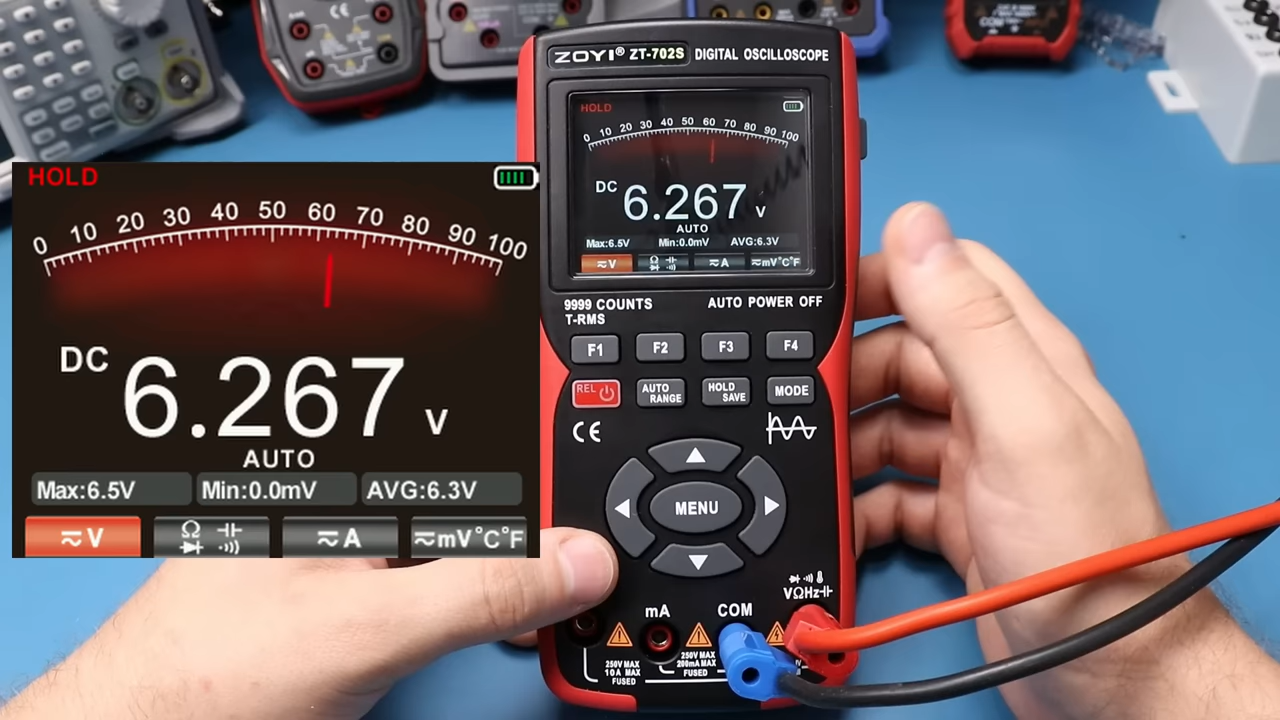 ZOYI® ZT-702S DIGITAL OSCILLOSCOPE
HOLD
0 10 20 30 40 50 60 70 80 90 100
DC 6.267 V
AUTO
Max:6.5V Min:0.0mV AVG:6.3V
≂V Ω ≂A ≂mV°C°F
HOLD
0 10 20 30 40 50 60 70 80 90 100
DC 6.267 V
AUTO
Max:6.5V Min:0.0mV AVG:6.3V
≂V Ω ≂A ≂mV°C°F
9999 COUNTS AUTO POWER OFF
T-RMS
F1 F2 F3 F4
REL AUTO RANGE HOLD SAVE MODE
CE
MENU
mA COM VΩHz
250V MAX
10A MAX
FUSED
250V MAX
200mA MAX
FUSED
COM
CE